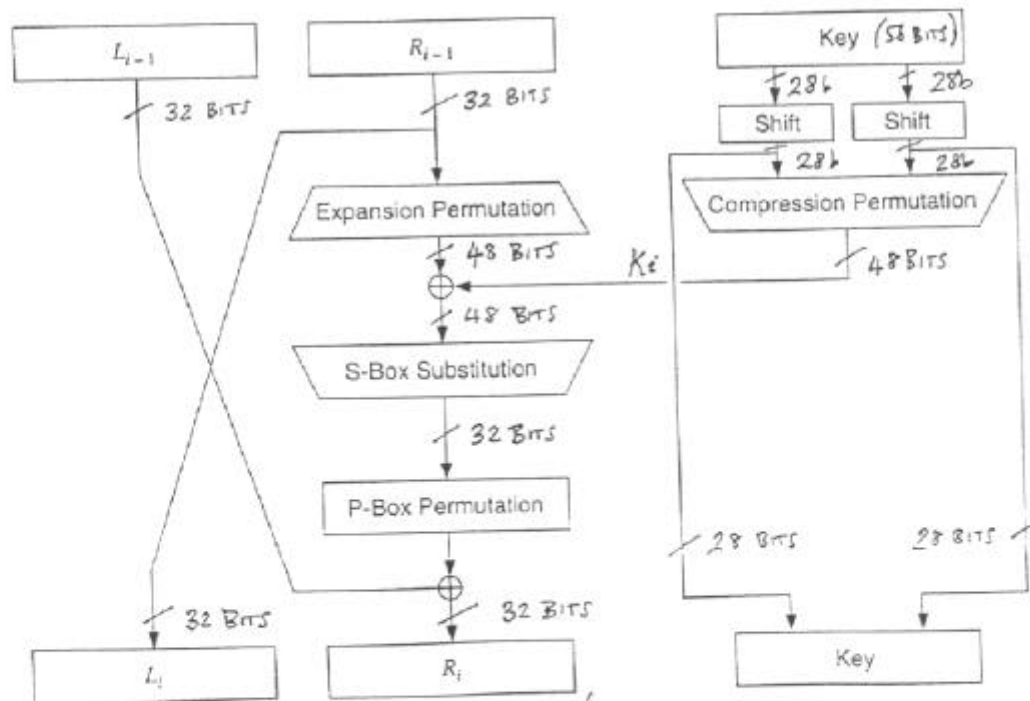 L_{i-1}
R_{i-1}
Key (56 BITS)
32 BITS
32 BITS
28b
28b
Shift
Shift
28b
28b
Expansion Permutation
Compression Permutation
48 BITS
Ki
48 BITS
48 BITS
S-Box Substitution
32 BITS
P-Box Permutation
28 BITS
28 BITS
32 BITS
32 BITS
L_i
R_i
Key